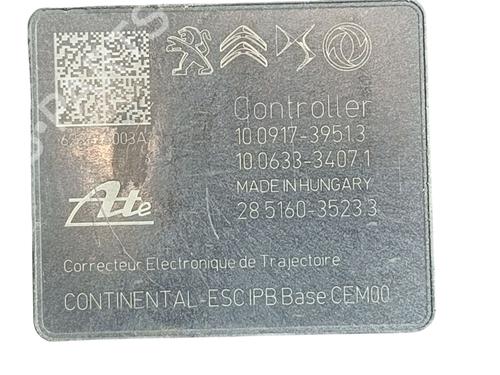 Controller
10.0917-3951.3
10.0633-3407.1
MADE IN HUNGARY
28.5160-3523.3
Ate
Correcteur Electronique de Trajectoire
CONTINENTAL-ESC IPB Base CEM00